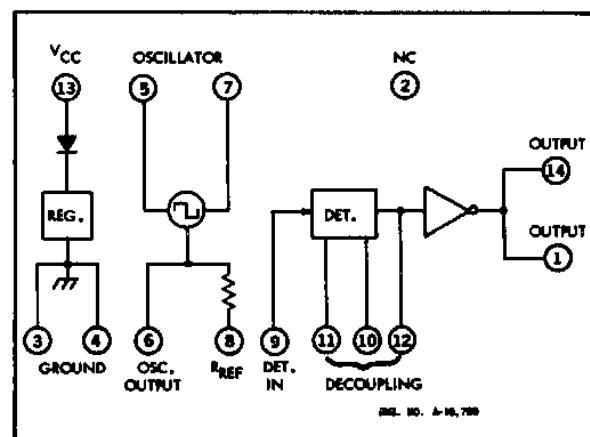 VCC
OSCILLATOR
NC
13
5
7
2
OUTPUT
14
REG.
DET.
OUTPUT
1
3
4
6
8
9
11
10
12
GROUND
OSC.
OUTPUT
RREF
DET.
IN
DECOUPLING
NO.